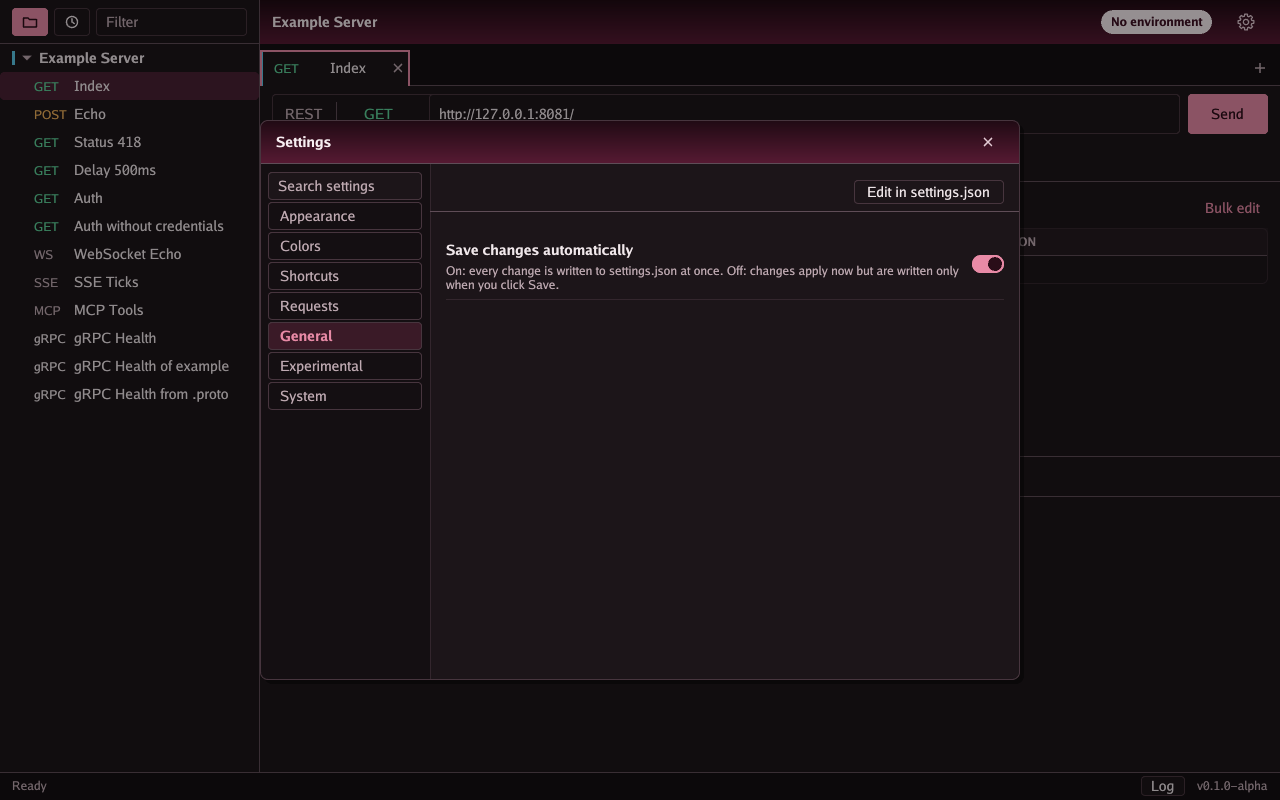 Filter
Example Server
No environment
Example Server
GET Index
POST Echo
GET Status 418
GET Delay 500ms
GET Auth
GET Auth without credentials
WS WebSocket Echo
SSE SSE Ticks
MCP MCP Tools
gRPC gRPC Health
gRPC gRPC Health of example
gRPC gRPC Health from .proto
GET Index
REST GET http://127.0.0.1:8081/
Send
Bulk edit
ON
Settings
Search settings
Appearance
Colors
Shortcuts
Requests
General
Experimental
System
Edit in settings.json
Save changes automatically
On: every change is written to settings.json at once. Off: changes apply now but are written only
when you click Save.
Ready
Log
v0.1.0-alpha